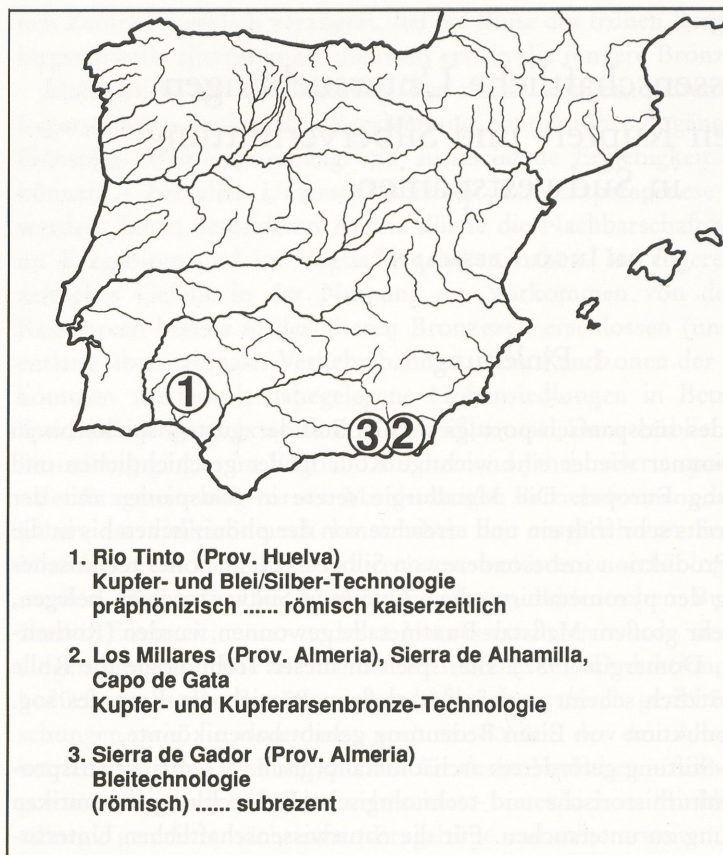 1
32
1. Rio Tinto (Prov. Huelva)
Kupfer- und Blei/Silber-Technologie
präphönizisch ... römisch kaiserzeitlich
2. Los Millares (Prov. Almeria), Sierra de Alhamilla,
Capo de Gata
Kupfer- und Kupferarsenbronze-Technologie
3. Sierra de Gador (Prov. Almeria)
Bleitechnologie
(römisch) ...... subrezent